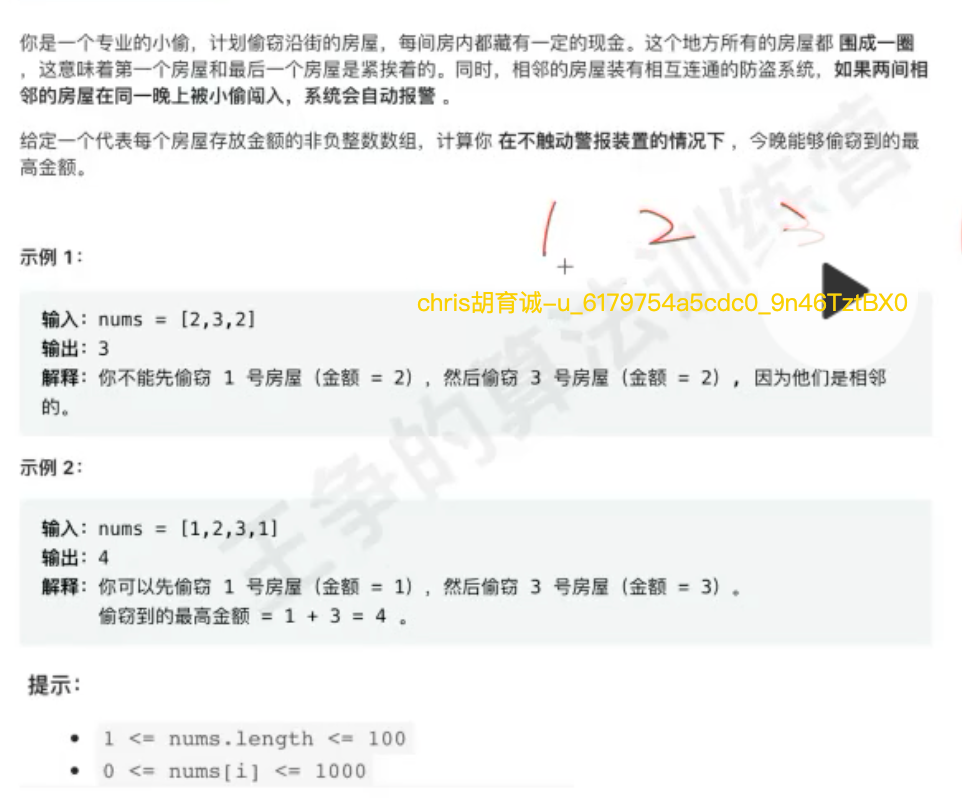 你是一个专业的小偷，计划偷窃沿街的房屋，每间房内都藏有一定的现金。这个地方所有的房屋都 围成一圈
，这意味着第一个房屋和最后一个房屋是紧挨着的。同时，相邻的房屋装有相互连通的防盗系统，如果两间相
邻的房屋在同一晚上被小偷闯入，系统会自动报警 。
给定一个代表每个房屋存放金额的非负整数数组，计算你 在不触动警报装置的情况下 ，今晚能够偷窃到的最
高金额。
1 2 3
示例 1：
chris胡育诚-u_6179754a5cdc0_9n46TztBX0
输入：nums = [2,3,2]
输出：3
解释：你不能先偷窃 1 号房屋（金额 = 2），然后偷窃 3 号房屋（金额 = 2），因为他们是相邻
的。
示例 2：
输入：nums = [1,2,3,1]
输出：4
解释：你可以先偷窃 1 号房屋（金额 = 1），然后偷窃 3 号房屋（金额 = 3）。
偷窃到的最高金额 = 1 + 3 = 4 。
提示：
1 <= nums.length <= 100
0 <= nums[i] <= 1000
王争的算法训练营